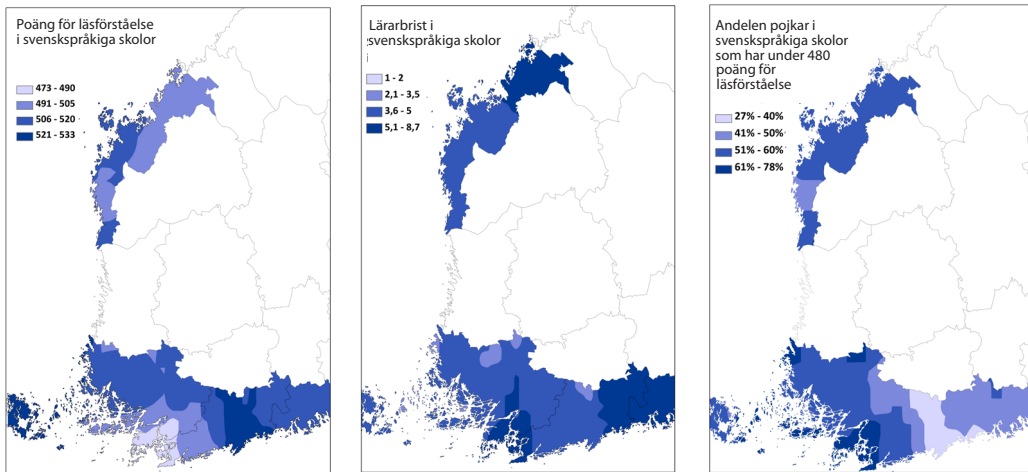 Poäng för läsförståelse
i svenskspråkiga skolor
473 - 490
491 - 505
506 - 520
521 - 533
Lärarbrist i
svenskspråkiga skolor
i
1 - 2
2,1 - 3,5
3,6 - 5
5,1 - 8,7
Andelen pojkar i
svenskspråkiga skolor
som har under 480
poäng för
läsförståelse
27% - 40%
41% - 50%
51% - 60%
61% - 78%